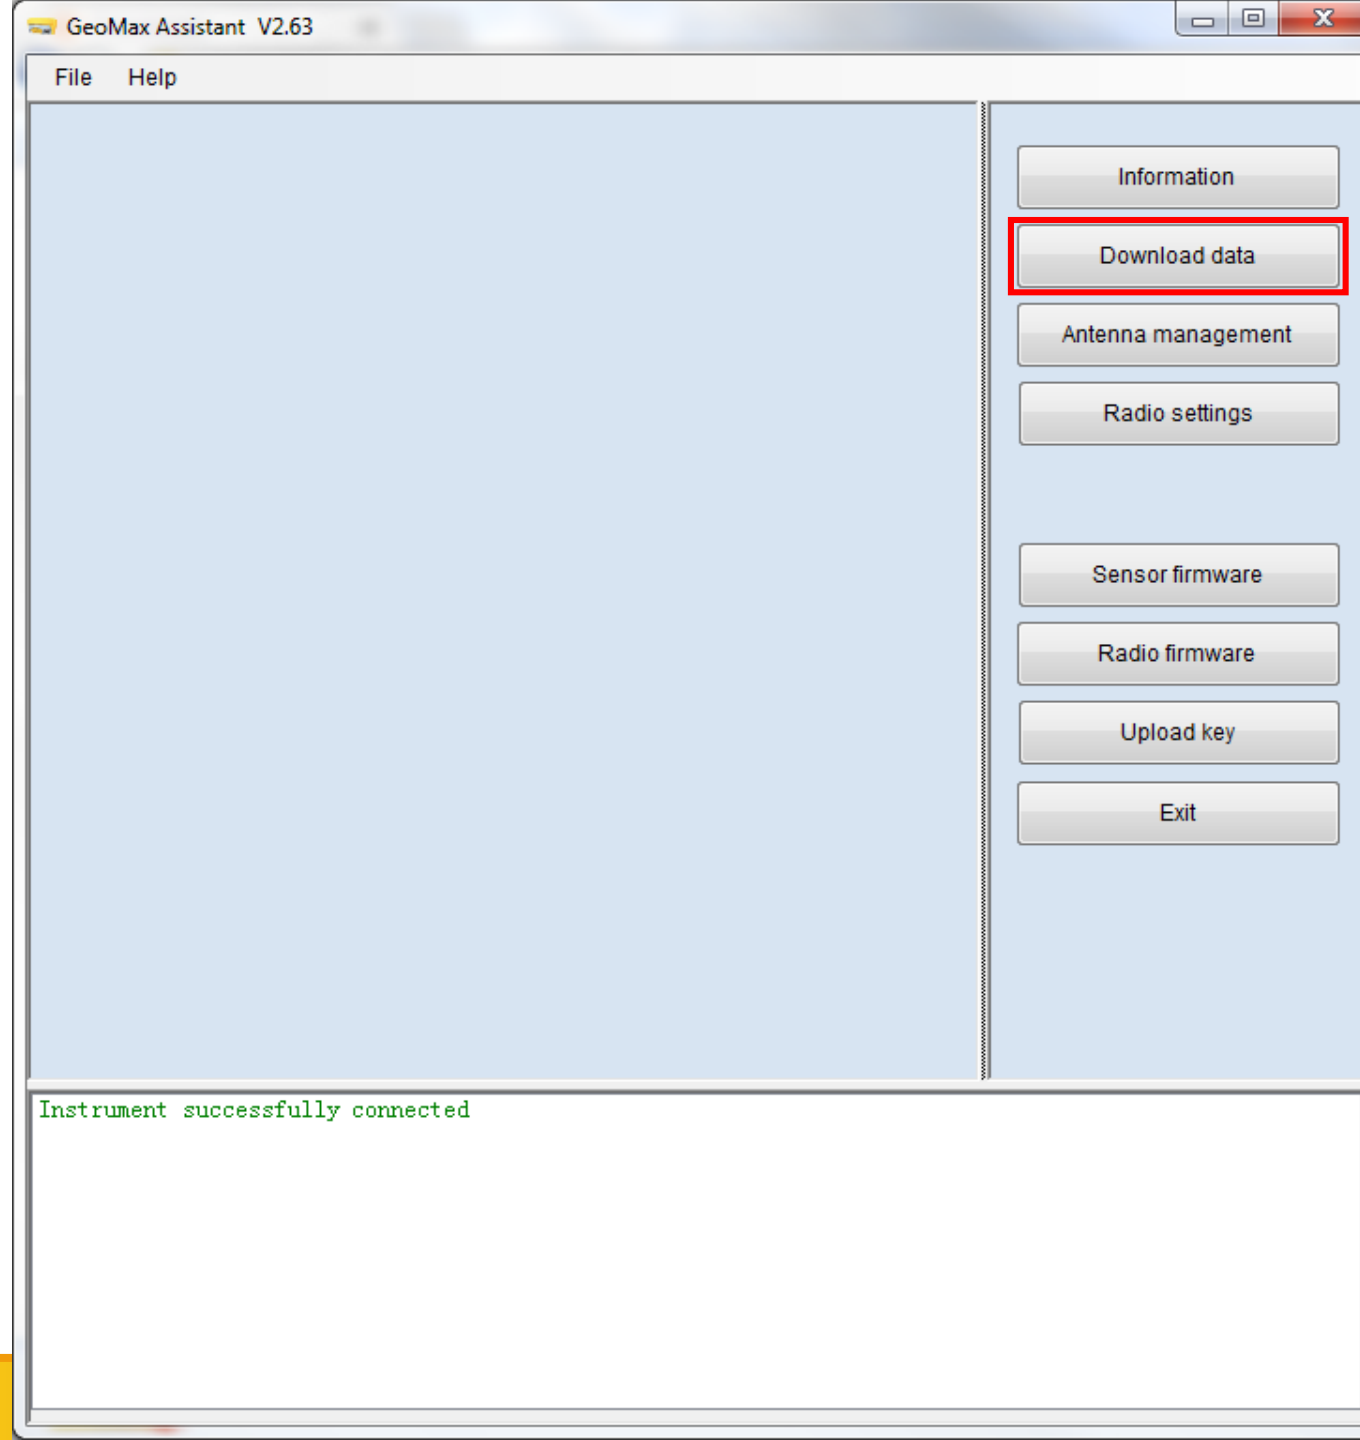 GeoMax Assistant V2.63
File Help
Information
Download data
Antenna management
Radio settings
Sensor firmware
Radio firmware
Upload key
Exit
Instrument successfully connected